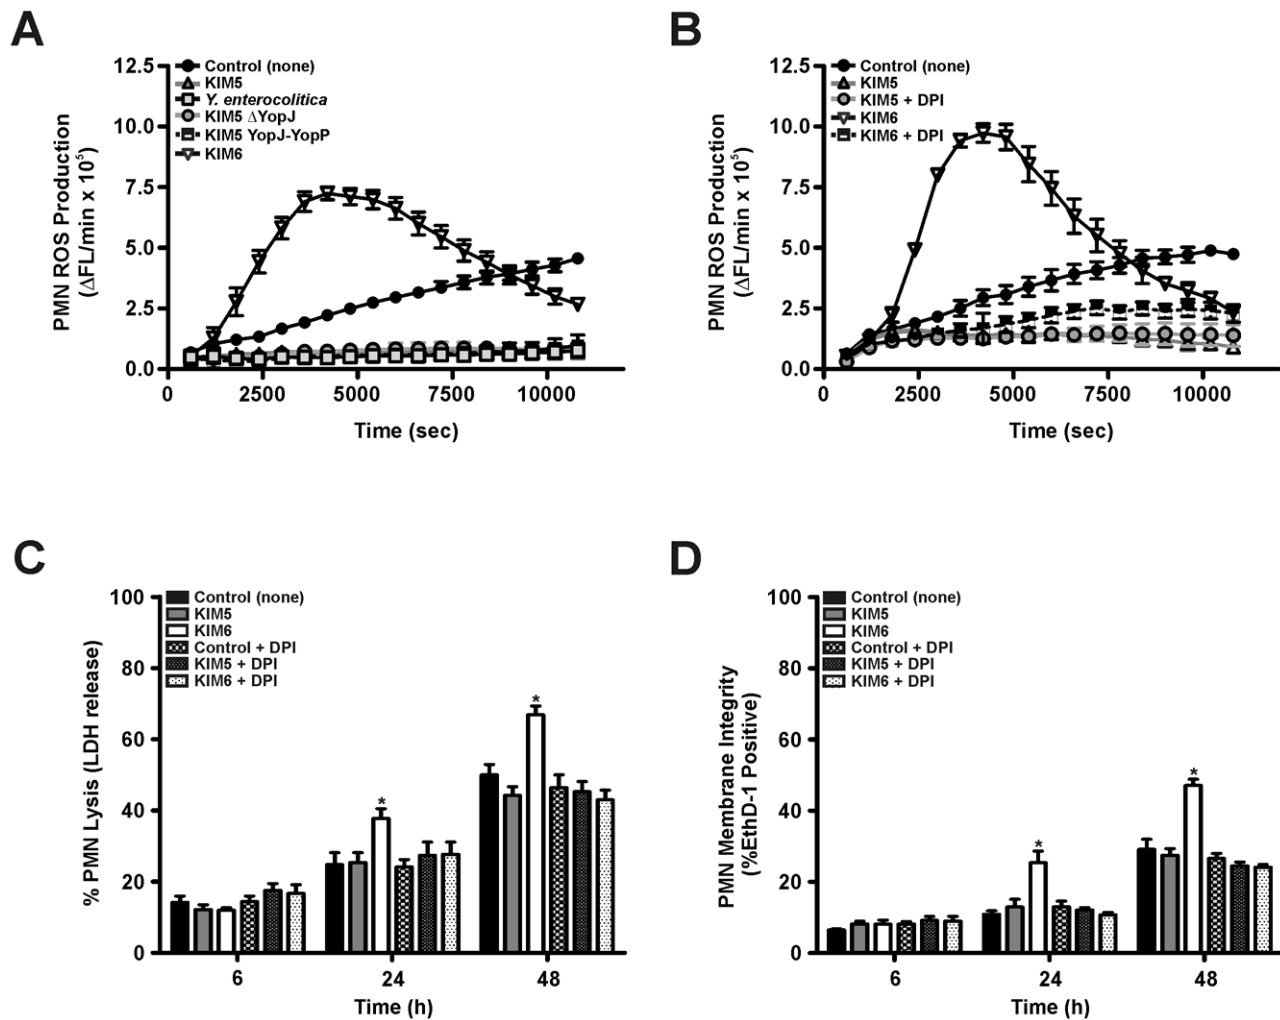 A
PMN ROS Production
(ΔFL/min x 10⁵)
12.5
10.0
7.5
5.0
2.5
0.0
Control (none)
KIM5
Y. enterocolitica
KIM5 ΔYopJ
KIM5 YopJ-YopP
KIM6
0 2500 5000 7500 10000
Time (sec)
B
PMN ROS Production
(ΔFL/min x 10⁵)
12.5
10.0
7.5
5.0
2.5
0.0
Control (none)
KIM5
KIM5 + DPI
KIM6
KIM6 + DPI
0 2500 5000 7500 10000
Time (sec)
C
% PMN Lysis (LDH release)
100
80
60
40
20
0
Control (none)
KIM5
KIM6
Control + DPI
KIM5 + DPI
KIM6 + DPI
*
*
6 24 48
Time (h)
D
PMN Membrane Integrity
(%EthD-1 Positive)
100
80
60
40
20
0
Control (none)
KIM5
KIM6
Control + DPI
KIM5 + DPI
KIM6 + DPI
*
*
6 24 48
Time (h)